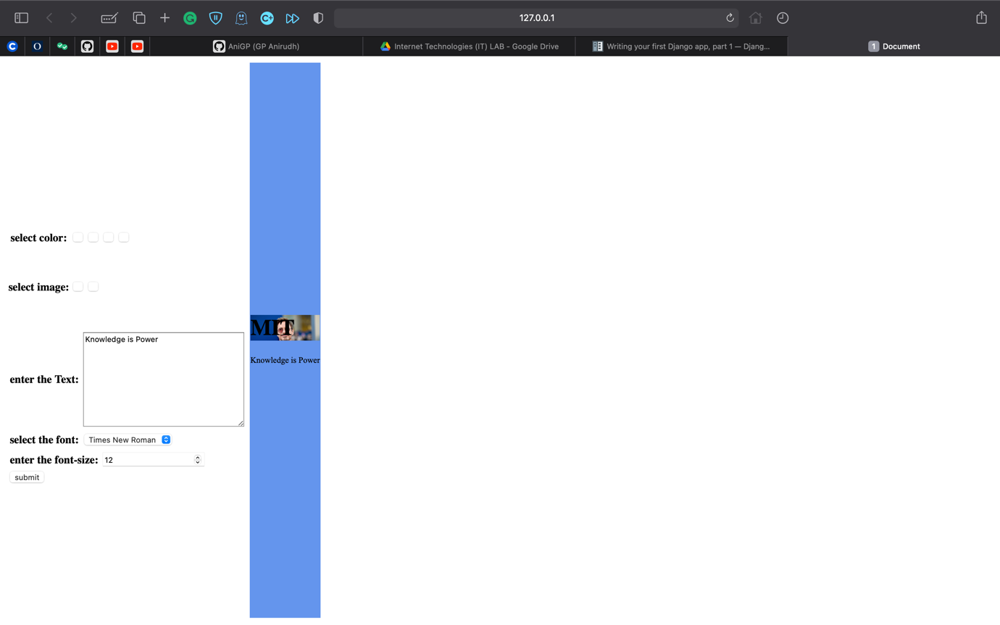 127.0.0.1
AniGP (GP Anirudh)
Internet Technologies (IT) LAB - Google Drive
Writing your first Django app, part 1 — Djang...
1 Document
select color:
select image:
MIT
Knowledge is Power
Knowledge is Power
enter the Text:
select the font: Times New Roman
enter the font-size: 12
submit